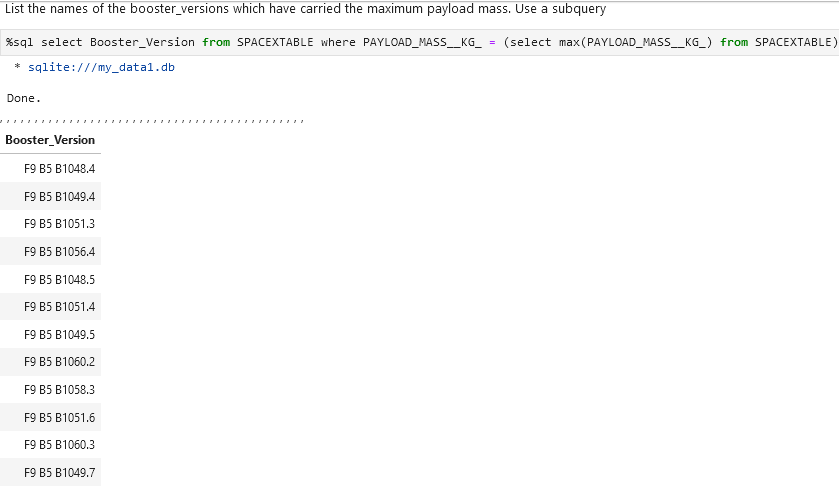 List the names of the booster_versions which have carried the maximum payload mass. Use a subquery
%sql select Booster_Version from SPACEXTABLE where PAYLOAD_MASS__KG_ = (select max(PAYLOAD_MASS__KG_) from SPACEXTABLE)
* sqlite:///my_data1.db
Done.
,,,,,,,,,,,,,,,,,,,,,,,,,,,,,,,,,,,,,,,,,,,,
Booster_Version
F9 B5 B1048.4
F9 B5 B1049.4
F9 B5 B1051.3
F9 B5 B1056.4
F9 B5 B1048.5
F9 B5 B1051.4
F9 B5 B1049.5
F9 B5 B1060.2
F9 B5 B1058.3
F9 B5 B1051.6
F9 B5 B1060.3
F9 B5 B1049.7